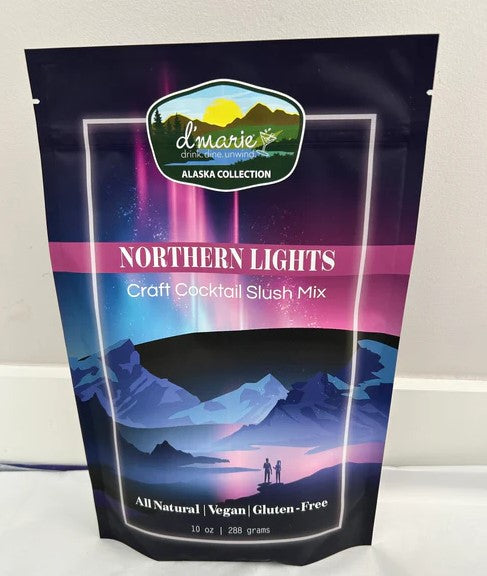 d'marie®
drink. dine. unwind.
ALASKA COLLECTION
NORTHERN LIGHTS
Craft Cocktail Slush Mix
All Natural | Vegan | Gluten-Free
10 oz | 288 grams